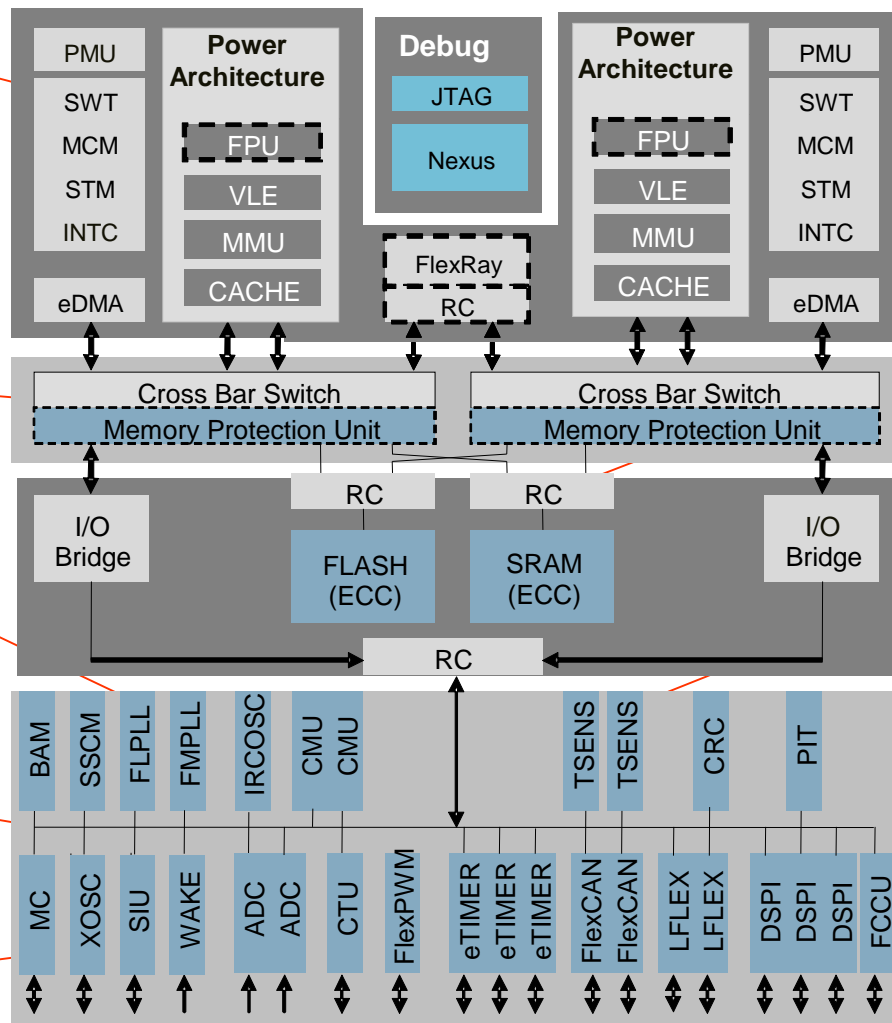 PMU
SWT
MCM
STM
INTC
eDMA
Power
Architecture
FPU
VLE
MMU
CACHE
Debug
JTAG
Nexus
FlexRay
RC
Power
Architecture
FPU
VLE
MMU
CACHE
PMU
SWT
MCM
STM
INTC
eDMA
Cross Bar Switch
Memory Protection Unit
Cross Bar Switch
Memory Protection Unit
I/O
Bridge
RC
FLASH
(ECC)
RC
SRAM
(ECC)
I/O
Bridge
RC
BAM
SSCM
FLPLL
FMPLL
IRCOSC
CMU
CMU
TSENS
TSENS
CRC
PIT
MC
XOSC
SIU
WAKE
ADC
ADC
CTU
FlexPWM
eTIMER
eTIMER
eTIMER
FlexCAN
FlexCAN
LFLEX
LFLEX
DSPI
DSPI
DSPI
FCCU